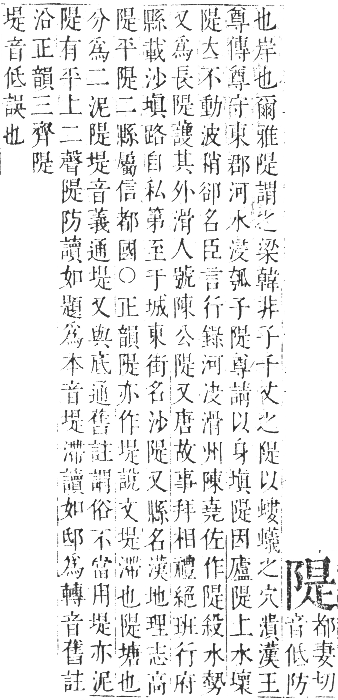 隄
都妻切
音低防
也岸也爾雅隄謂之梁韓非子千丈之隄以螻蟻之穴潰漢王
尊傳尊守東郡河水浸瓠子隄尊請以身填隄因廬隄上水壞
隄大不動波稍卻名臣言行錄河决滑州陳堯佐作隄殺水勢
又為長隄護其外滑人號陳公隄又唐故事拜相禮絕班行府
縣載沙填路自私第至于城東街名沙隄又縣名漢地理志高
隄平隄二縣屬信都國○正韻隄亦作堤說文堤滯也隄塘也
分為二泥隄堤音義通堤又與底通舊註謂俗不當用堤亦泥
隄有平上二聲隄防讀如題為本音堤滯讀如邸為轉音舊註
沿正韻三齊隄
堤音低誤也